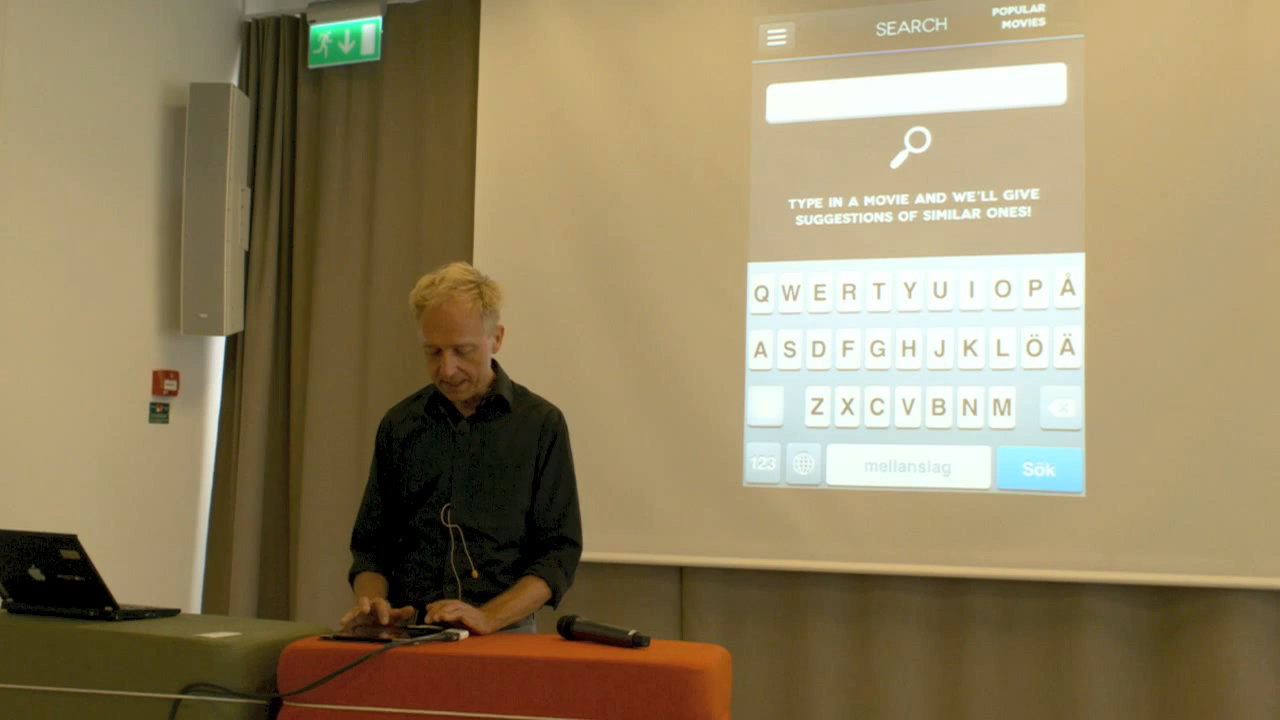 SEARCH
POPULAR
MOVIES
TYPE IN A MOVIE AND WE'LL GIVE
SUGGESTIONS OF SIMILAR ONES!
Q W E R T Y U I O P Å
A S D F G H J K L Ö Ä
Z X C V B N M
123 mellanslag Sök